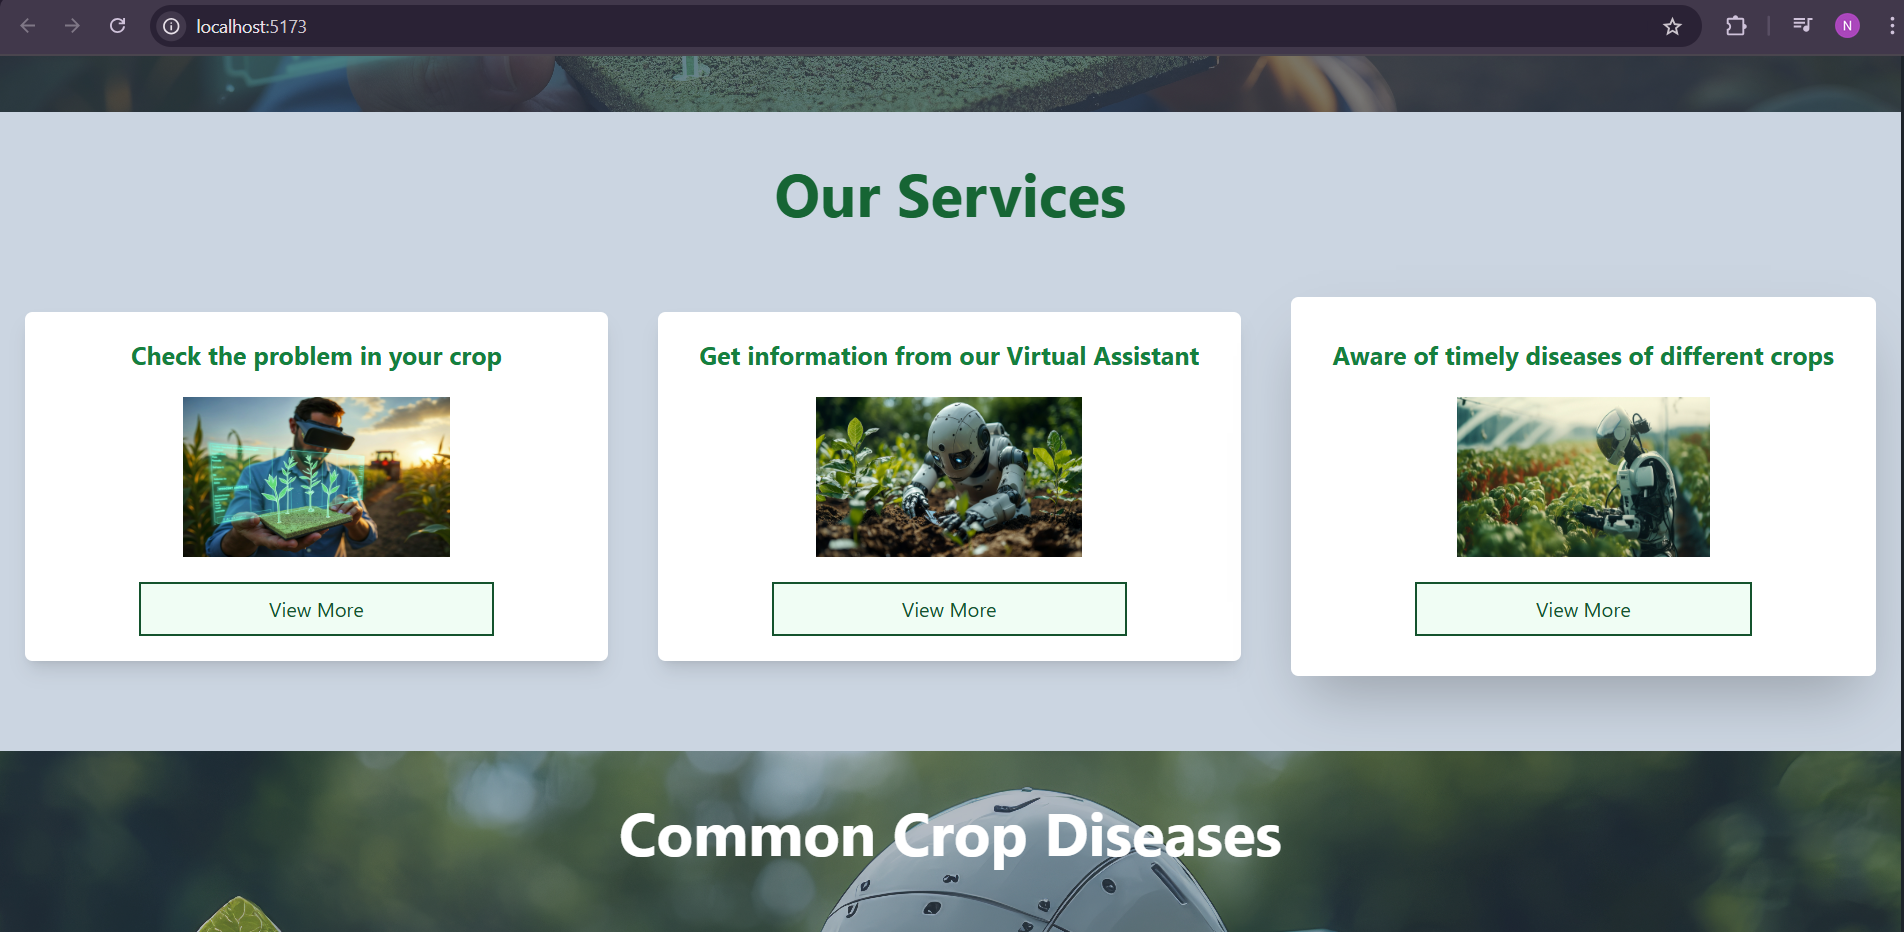 localhost:5173
N
Our Services
Check the problem in your crop
Get information from our Virtual Assistant
Aware of timely diseases of different crops
View More
View More
View More
Common Crop Diseases